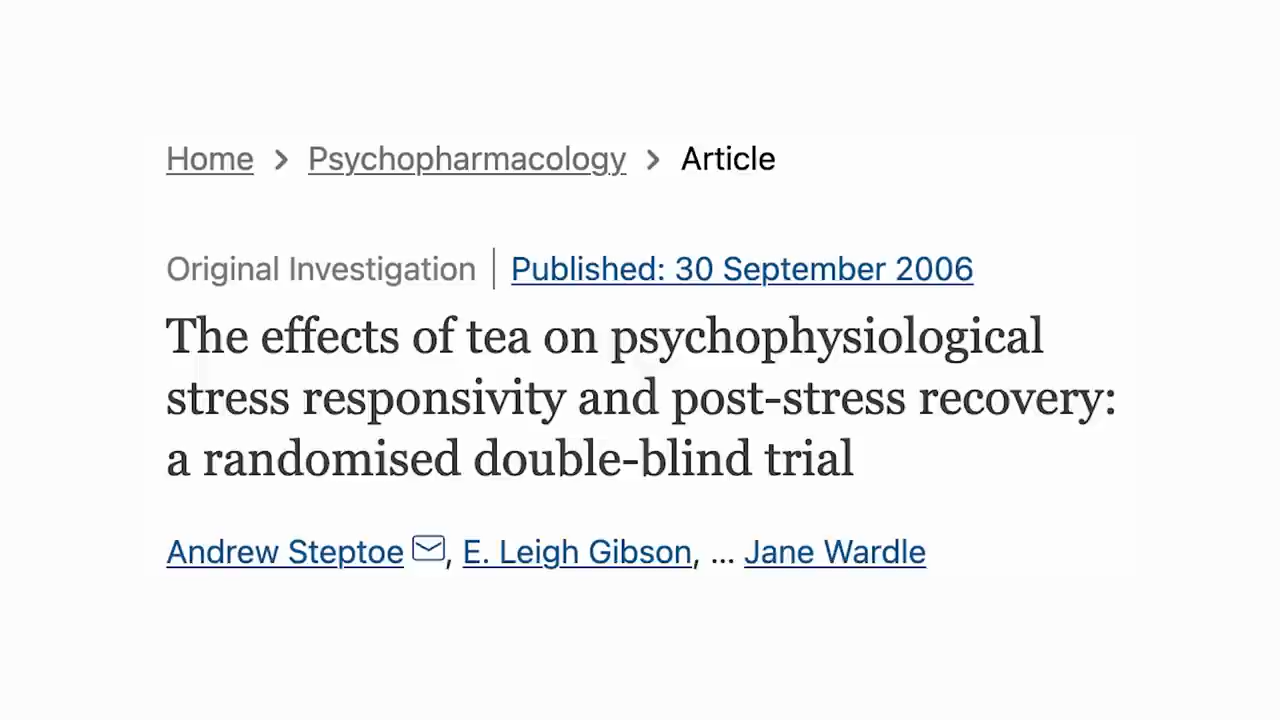 Home > Psychopharmacology > Article
Original Investigation | Published: 30 September 2006
The effects of tea on psychophysiological
stress responsivity and post-stress recovery:
a randomised double-blind trial
Andrew Steptoe, E. Leigh Gibson, ... Jane Wardle